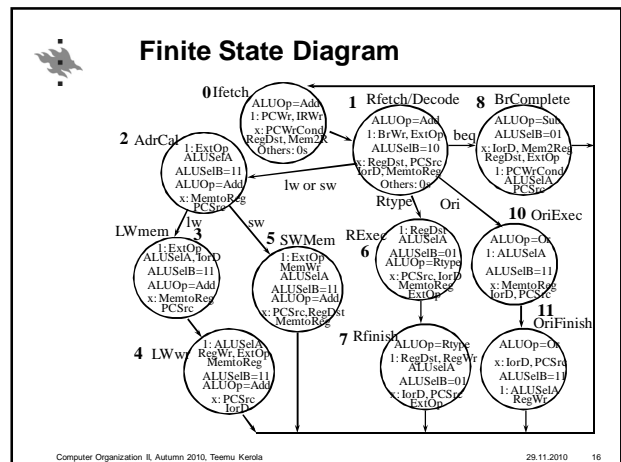 Finite State Diagram
0 Ifetch
ALUOp=Add
1: PCWr, IRWr
x: PCWrCond
RegDst, Mem2R
Others: 0s
1 Rfetch/Decode
ALUOp=Add
1: BrWr, ExtOp
ALUSelB=10
x: RegDst, PCSrc
IorD, MemtoReg
Others: 0s
beq
8 BrComplete
ALUOp=Sub
ALUSelB=01
x: IorD, Mem2Reg
RegDst, ExtOp
1: PCWrCond
ALUSelA
PCSrc
2 AdrCal
1: ExtOp
ALUSelA
ALUSelB=11
ALUOp=Add
x: MemtoReg
PCSrc
lw or sw
Rtype
Ori
lw
sw
LWmem
3
1: ExtOp
ALUSelA, IorD
ALUSelB=11
ALUOp=Add
x: MemtoReg
PCSrc
5 SWMem
1: ExtOp
MemWr
ALUSelA
ALUSelB=11
ALUOp=Add
x: PCSrc,RegDst
MemtoReg
RExec
6
1: RegDst
ALUSelA
ALUSelB=01
ALUOp=Rtype
x: PCSrc, IorD
MemtoReg
ExtOp
10 OriExec
ALUOp=Or
1: ALUSelA
ALUSelB=11
x: MemtoReg
IorD, PCSrc
4 LWwr
1: ALUSelA
RegWr, ExtOp
MemtoReg
ALUSelB=11
ALUOp=Add
x: PCSrc
IorD
7 Rfinish
ALUOp=Rtype
1: RegDst, RegWr
ALUSelA
ALUSelB=01
x: IorD, PCSrc
ExtOp
11
OriFinish
ALUOp=Or
x: IorD, PCSrc
ALUSelB=11
1: ALUSelA
RegWr
Computer Organization II, Autumn 2010, Teemu Kerola
29.11.2010
16